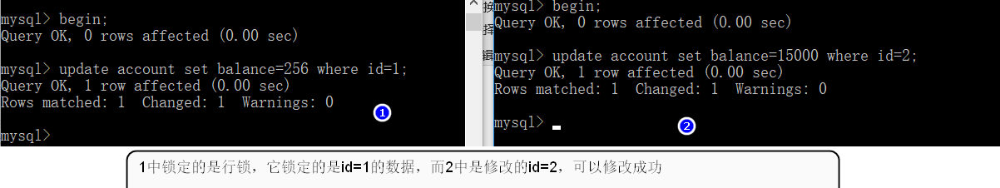 mysql> begin;
Query OK, 0 rows affected (0.00 sec)
mysql> update account set balance=256 where id=1;
Query OK, 1 row affected (0.00 sec)
Rows matched: 1  Changed: 1  Warnings: 0
1
mysql>
换
择
辑
mysql> begin;
Query OK, 0 rows affected (0.00 sec)
mysql> update account set balance=15000 where id=2;
Query OK, 1 row affected (0.00 sec)
Rows matched: 1  Changed: 1  Warnings: 0
mysql>
2
1中锁定的是行锁，它锁定的是id=1的数据，而2中是修改的id=2，可以修改成功